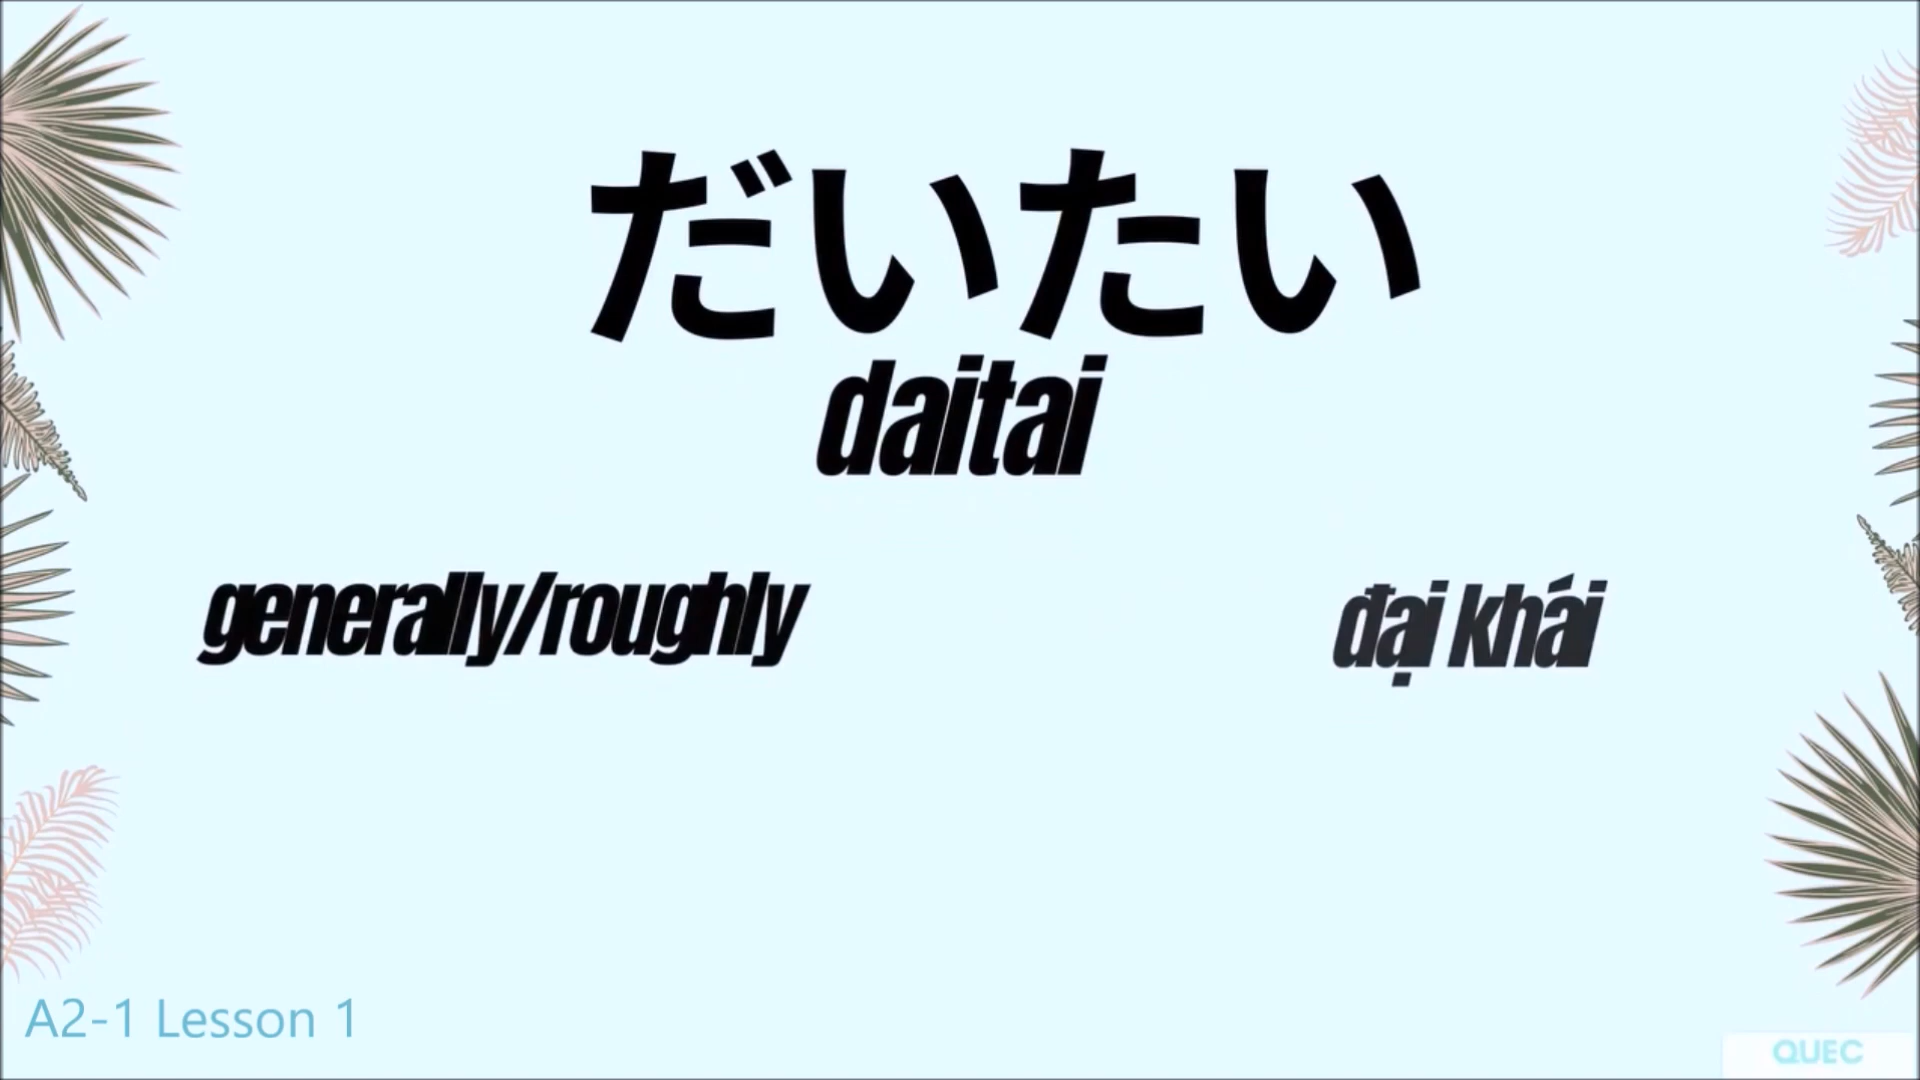 だいたい
daitai
generally/roughly
đại khái
A2-1 Lesson 1
QUEC